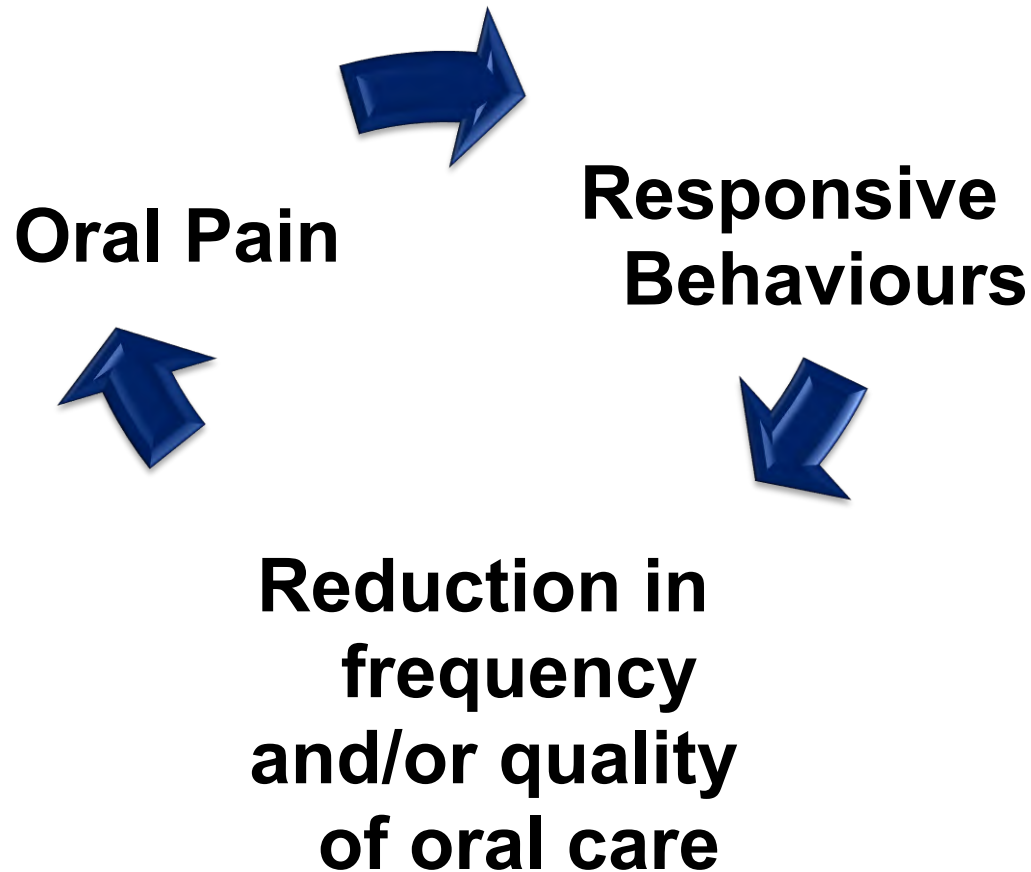 Oral Pain
Responsive
Behaviours
Reduction in
frequency
and/or quality
of oral care